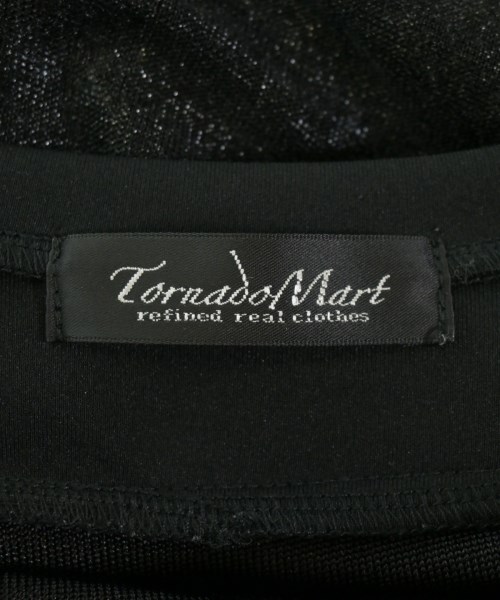 TornadoMart
refined real clothes